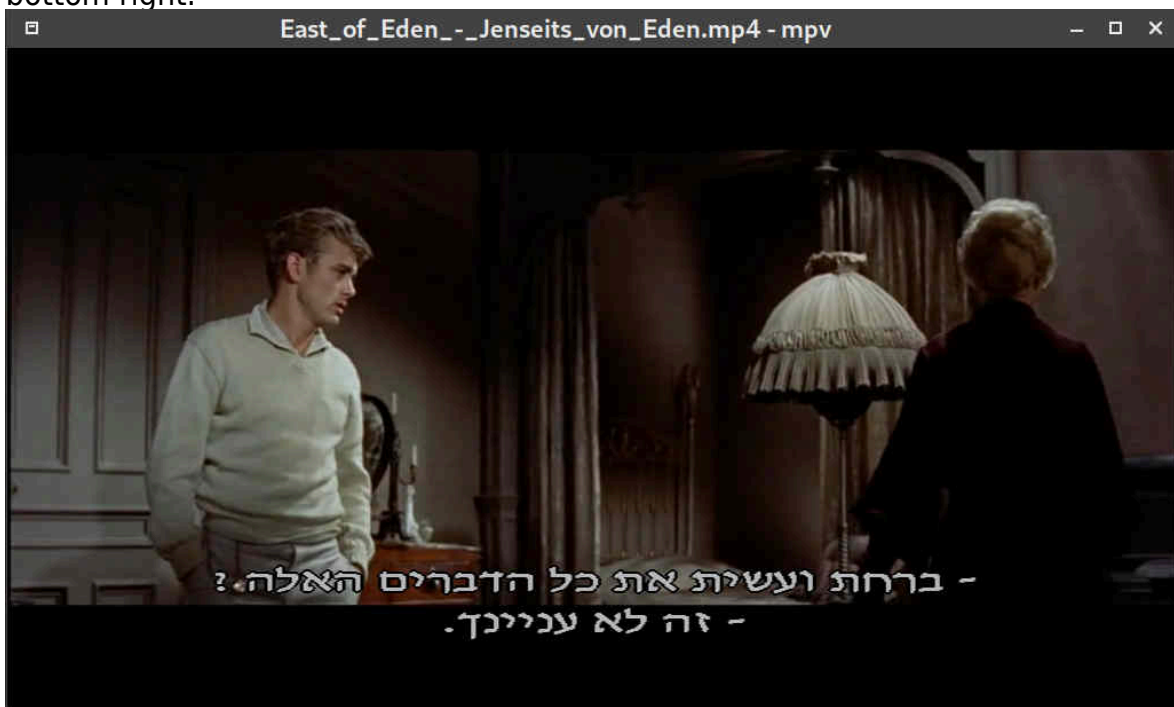 bottom right.
East_of_Eden_-_Jenseits_von_Eden.mp4 - mpv
- ברחת ועשית את כל הדברים האלה.?
- זה לא עניינך.